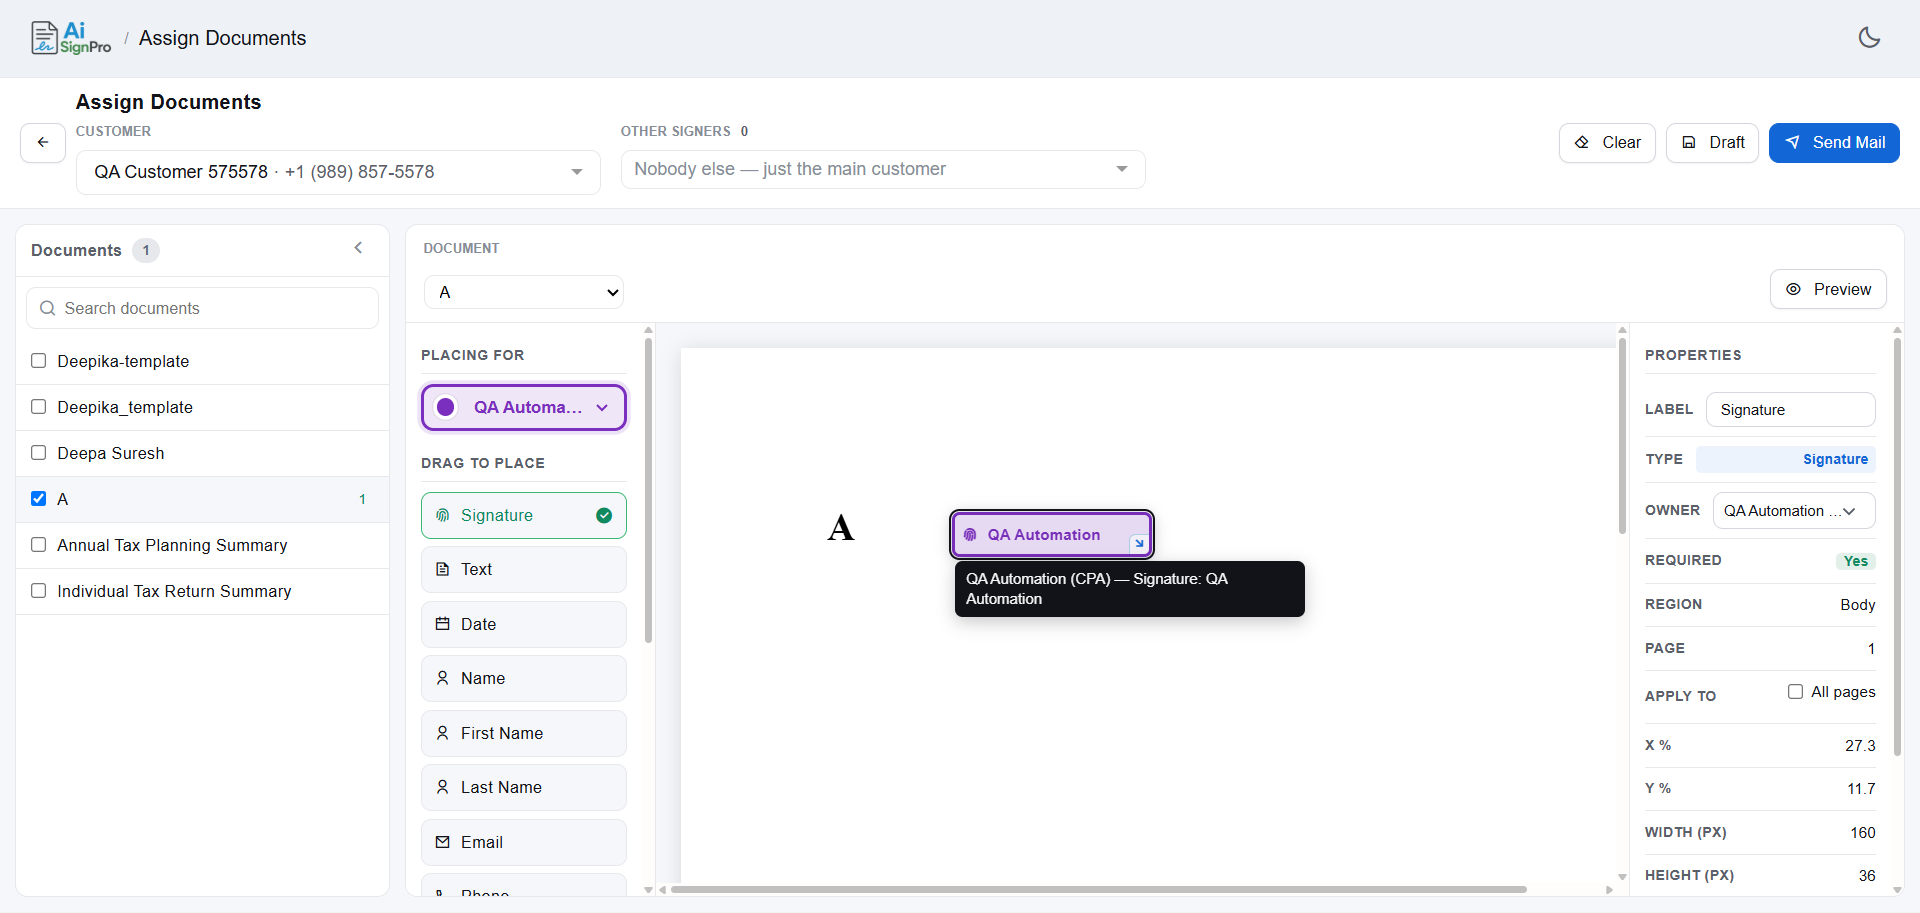 Ai
SignPro
/ Assign Documents
Assign Documents
CUSTOMER
QA Customer 575578 · +1 (989) 857-5578
OTHER SIGNERS 0
Nobody else — just the main customer
Clear
Draft
Send Mail
Documents 1
Search documents
Deepika-template
Deepika_template
Deepa Suresh
A 1
Annual Tax Planning Summary
Individual Tax Return Summary
DOCUMENT
A
Preview
PLACING FOR
QA Automa...
DRAG TO PLACE
Signature
Text
Date
Name
First Name
Last Name
Email
Phone
A
QA Automation
QA Automation (CPA) — Signature: QA
Automation
PROPERTIES
LABEL Signature
TYPE Signature
OWNER QA Automation ...
REQUIRED Yes
REGION Body
PAGE 1
APPLY TO All pages
X % 27.3
Y % 11.7
WIDTH (PX) 160
HEIGHT (PX) 36